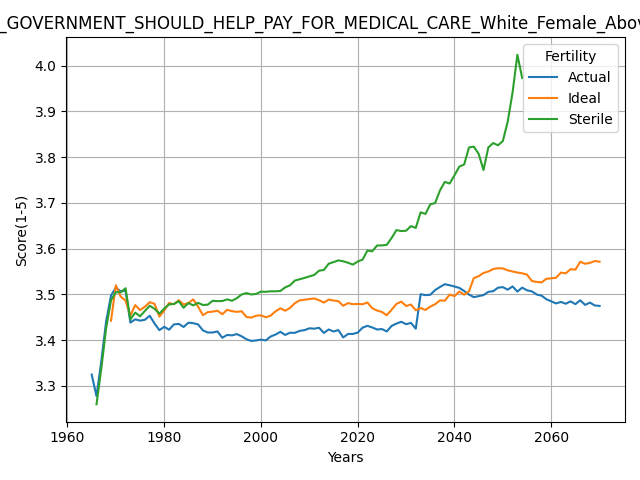 _GOVERNMENT_SHOULD_HELP_PAY_FOR_MEDICAL_CARE_White_Female_Abov
4.0
3.9
3.8
3.7
3.6
3.5
3.4
3.3
Score(1-5)
1960
1980
2000
2020
2040
2060
Years
Fertility
Actual
Ideal
Sterile